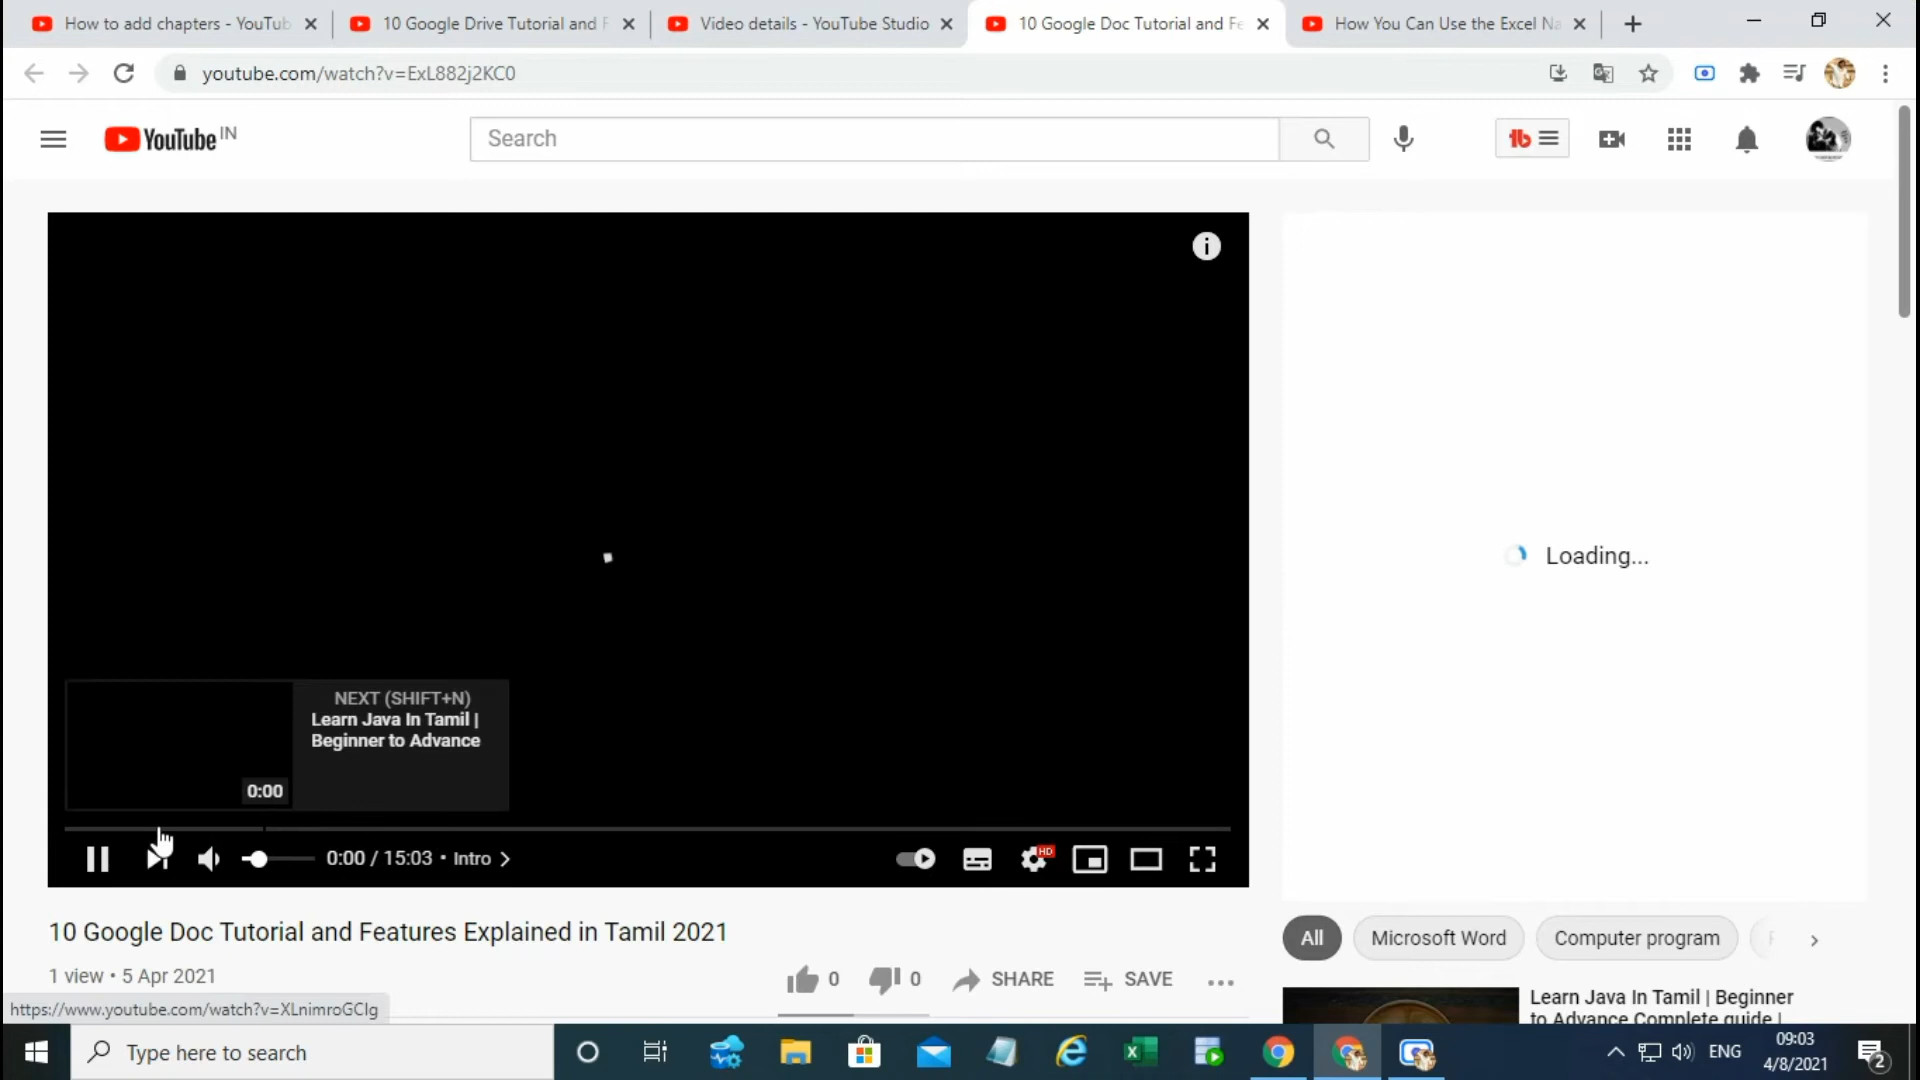 How to add chapters - YouTub
10 Google Drive Tutorial and F
Video details - YouTube Studio
10 Google Doc Tutorial and Fe
How You Can Use the Excel Na
youtube.com/watch?v=ExL882j2KC0
YouTube IN
Search
tb
i
Loading...
NEXT (SHIFT+N)
Learn Java In Tamil |
Beginner to Advance
0:00
0:00 / 15:03 • Intro
HD
10 Google Doc Tutorial and Features Explained in Tamil 2021
1 view • 5 Apr 2021
0
0
SHARE
SAVE
All
Microsoft Word
Computer program
Learn Java In Tamil | Beginner
to Advance Complete guide |
https://www.youtube.com/watch?v=XLnimroGCIg
Type here to search
ENG
09:03
4/8/2021
2